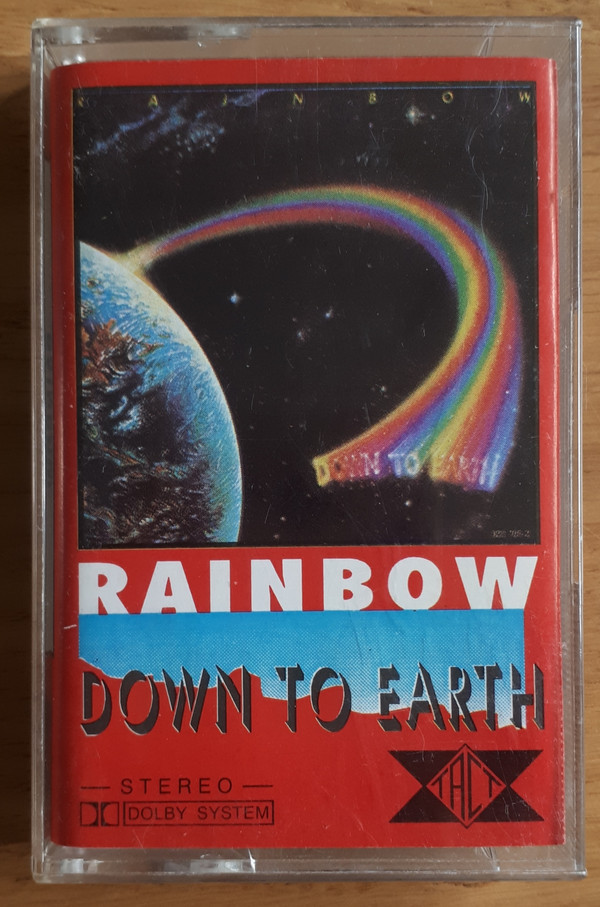 RAINBOW
DOWN TO EARTH
RAINBOW
DOWN TO EARTH
STEREO
DOLBY SYSTEM
TACT